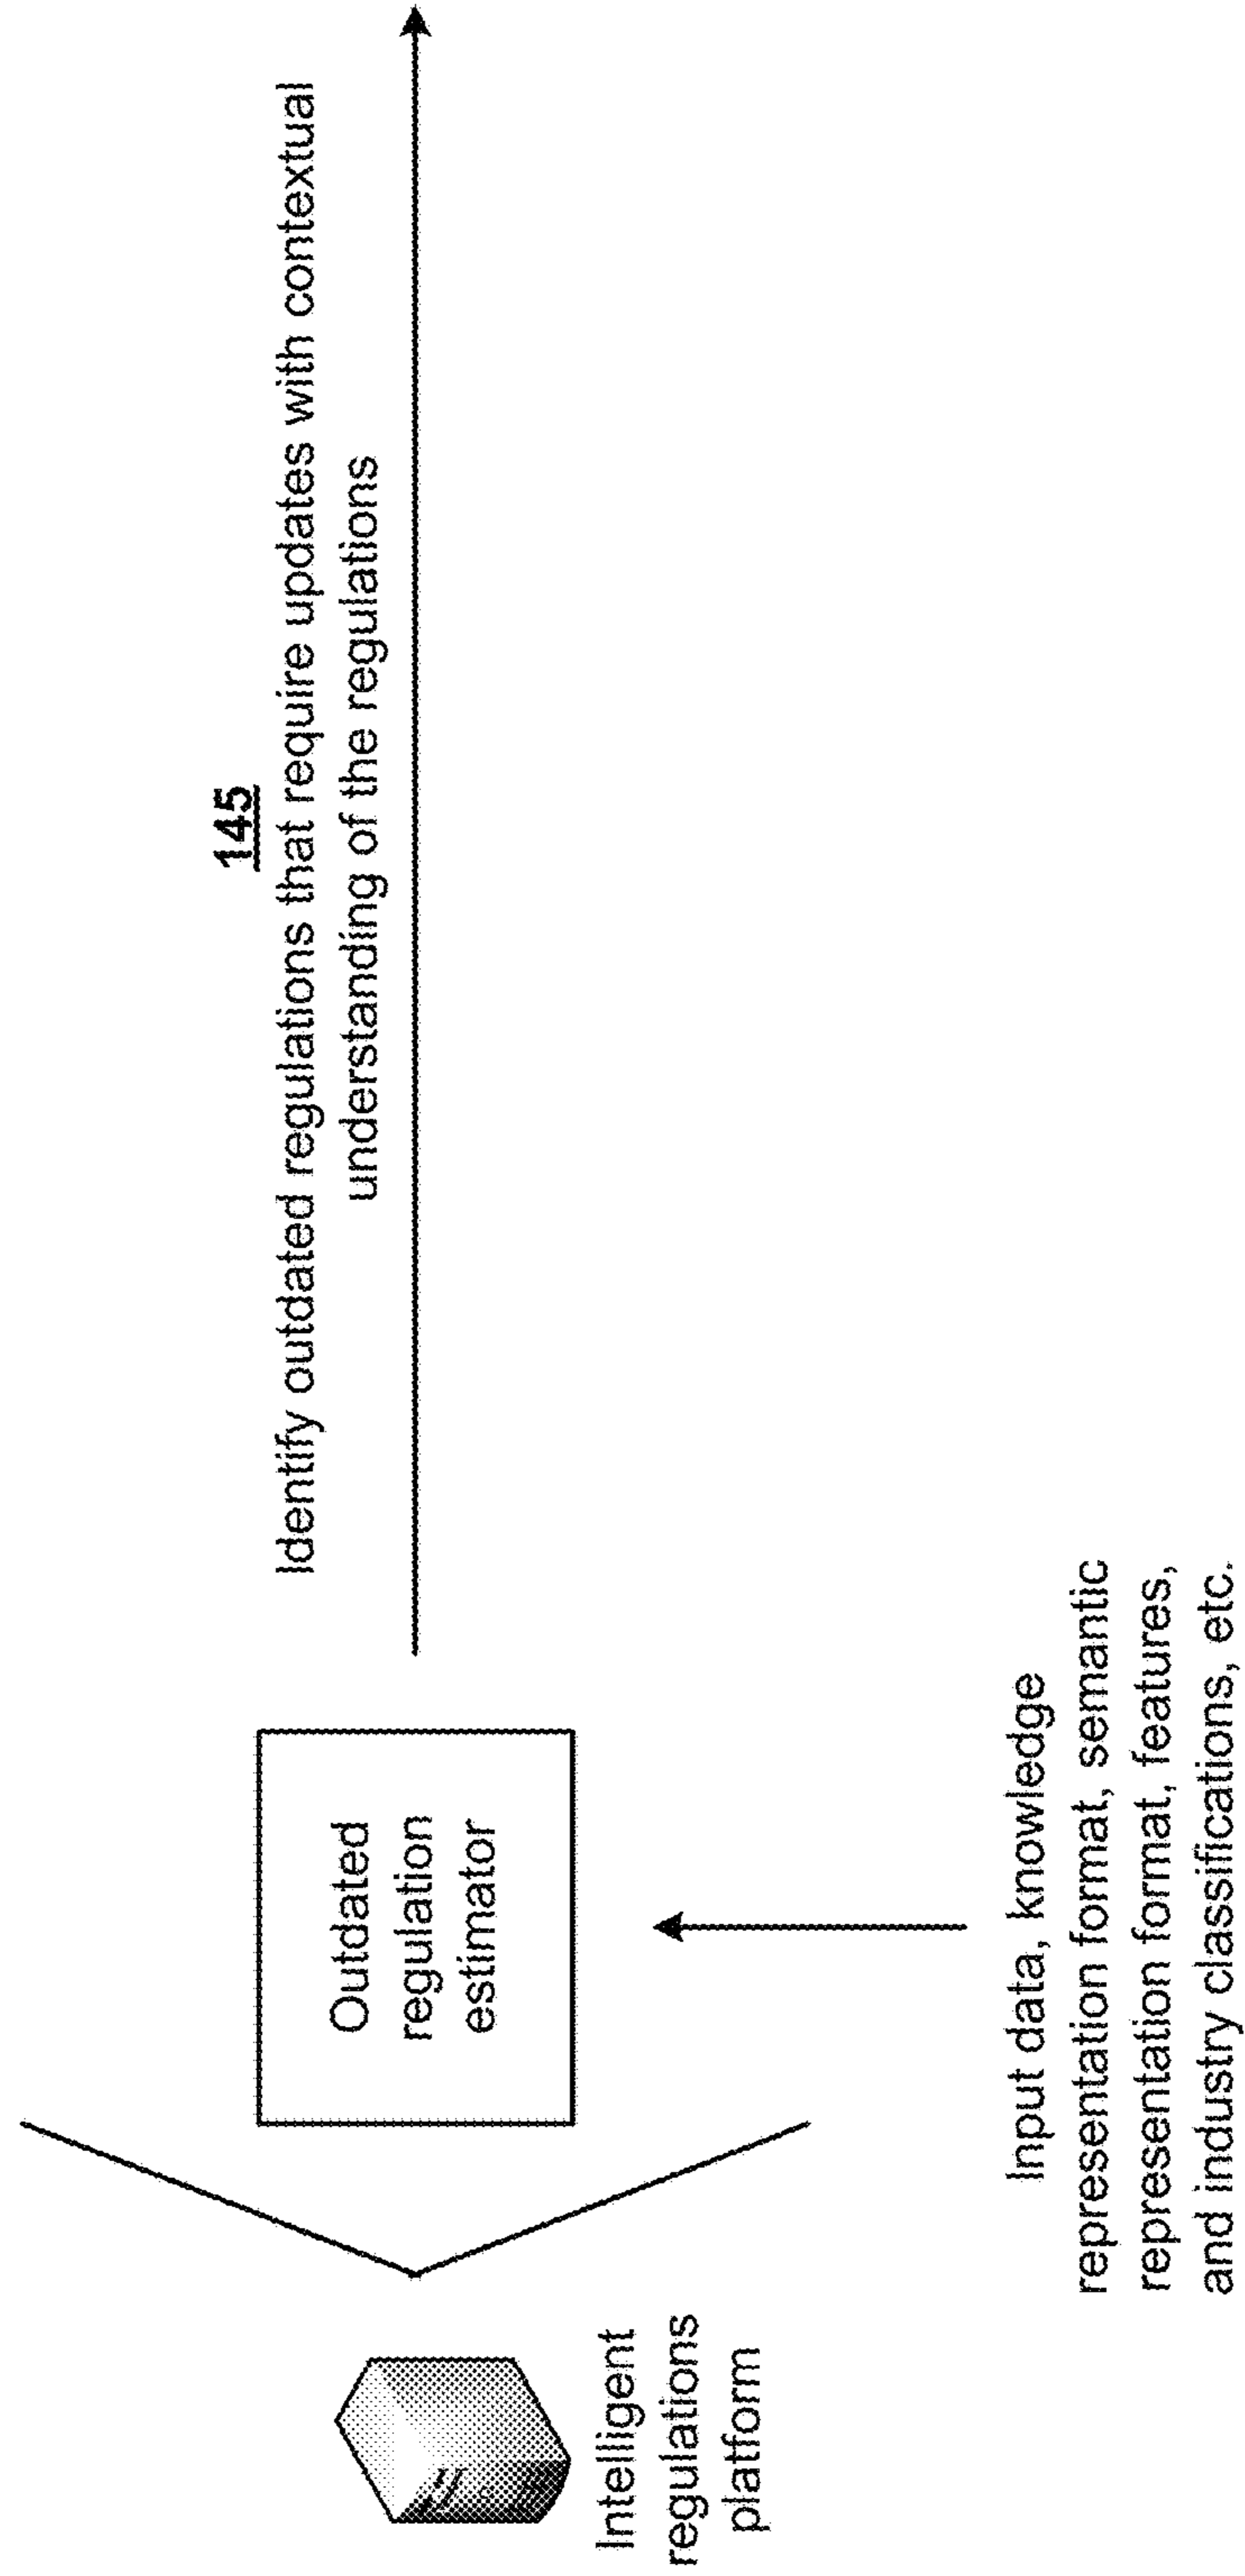 145
Identify outdated regulations that require updates with contextual
understanding of the regulations
Outdated
regulation
estimator
Intelligent
regulations
platform
Input data, knowledge
representation format, semantic
representation format, features,
and industry classifications, etc.